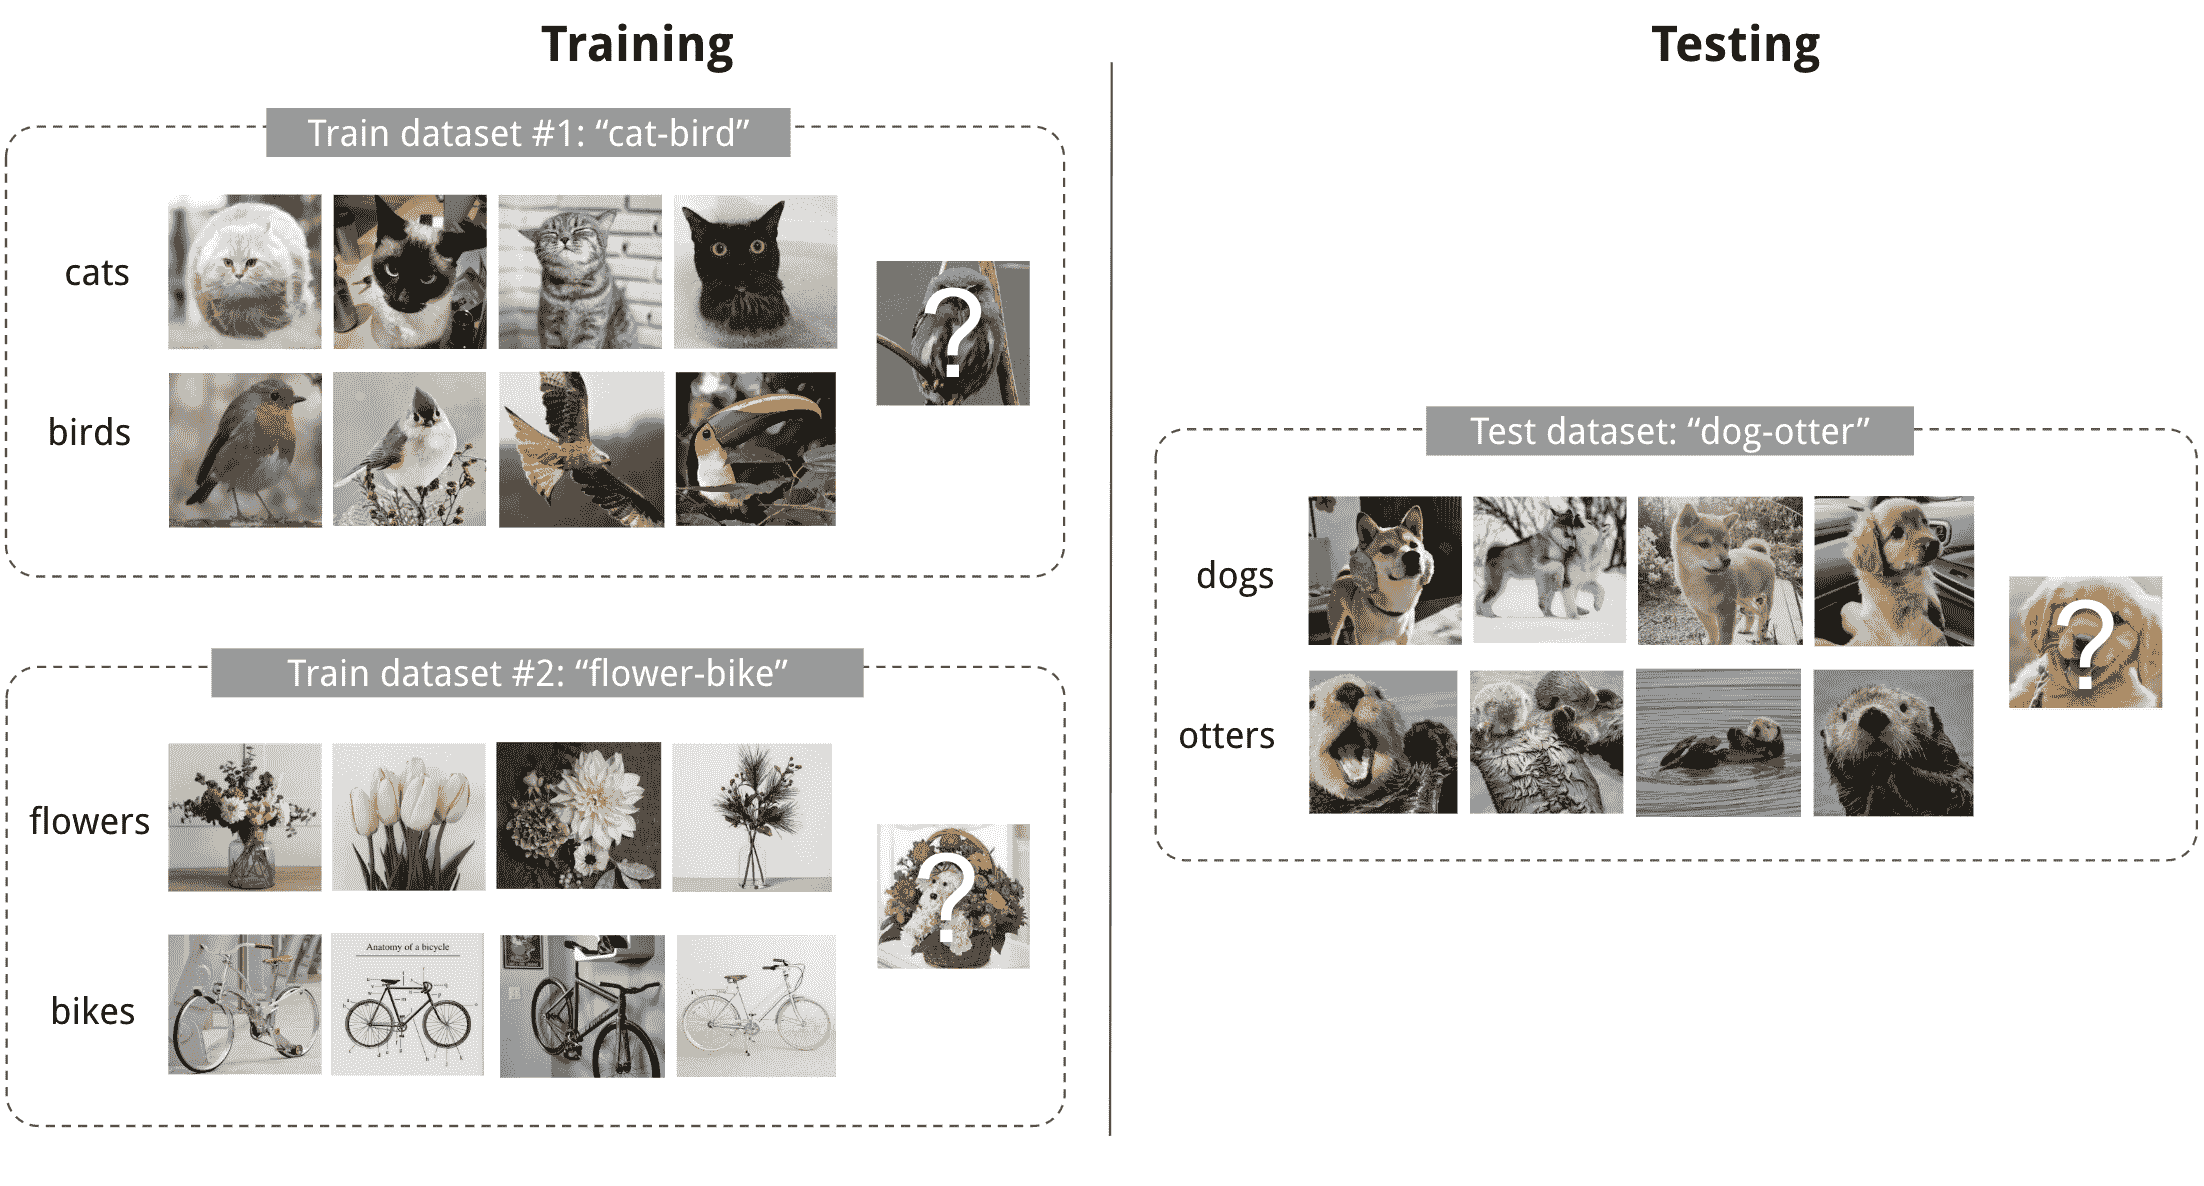 Training
Testing
Train dataset #1: “cat-bird”
cats
?
birds
Test dataset: “dog-otter”
dogs
?
otters
Train dataset #2: “flower-bike”
flowers
?
bikes
Anatomy of a bicycle